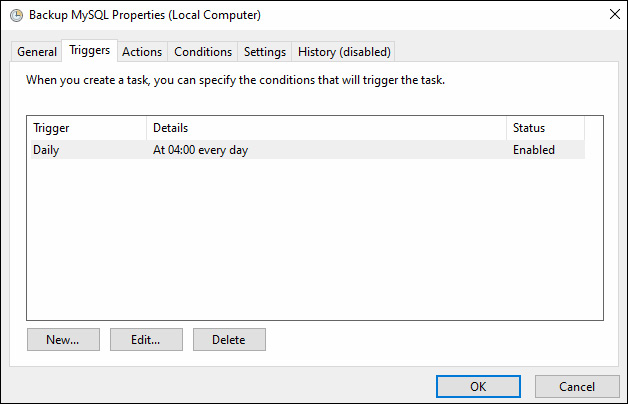 Backup MySQL Properties (Local Computer)
General Triggers Actions Conditions Settings History (disabled)
When you create a task, you can specify the conditions that will trigger the task.
Trigger Details Status
Daily At 04:00 every day Enabled
New... Edit... Delete
OK Cancel